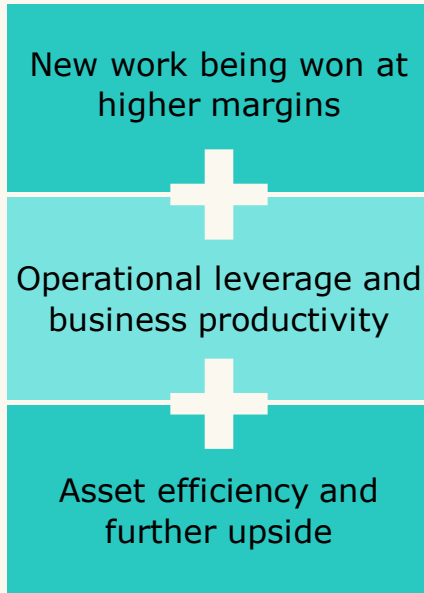 New work being won at
higher margins
Operational leverage and
business productivity
Asset efficiency and
further upside